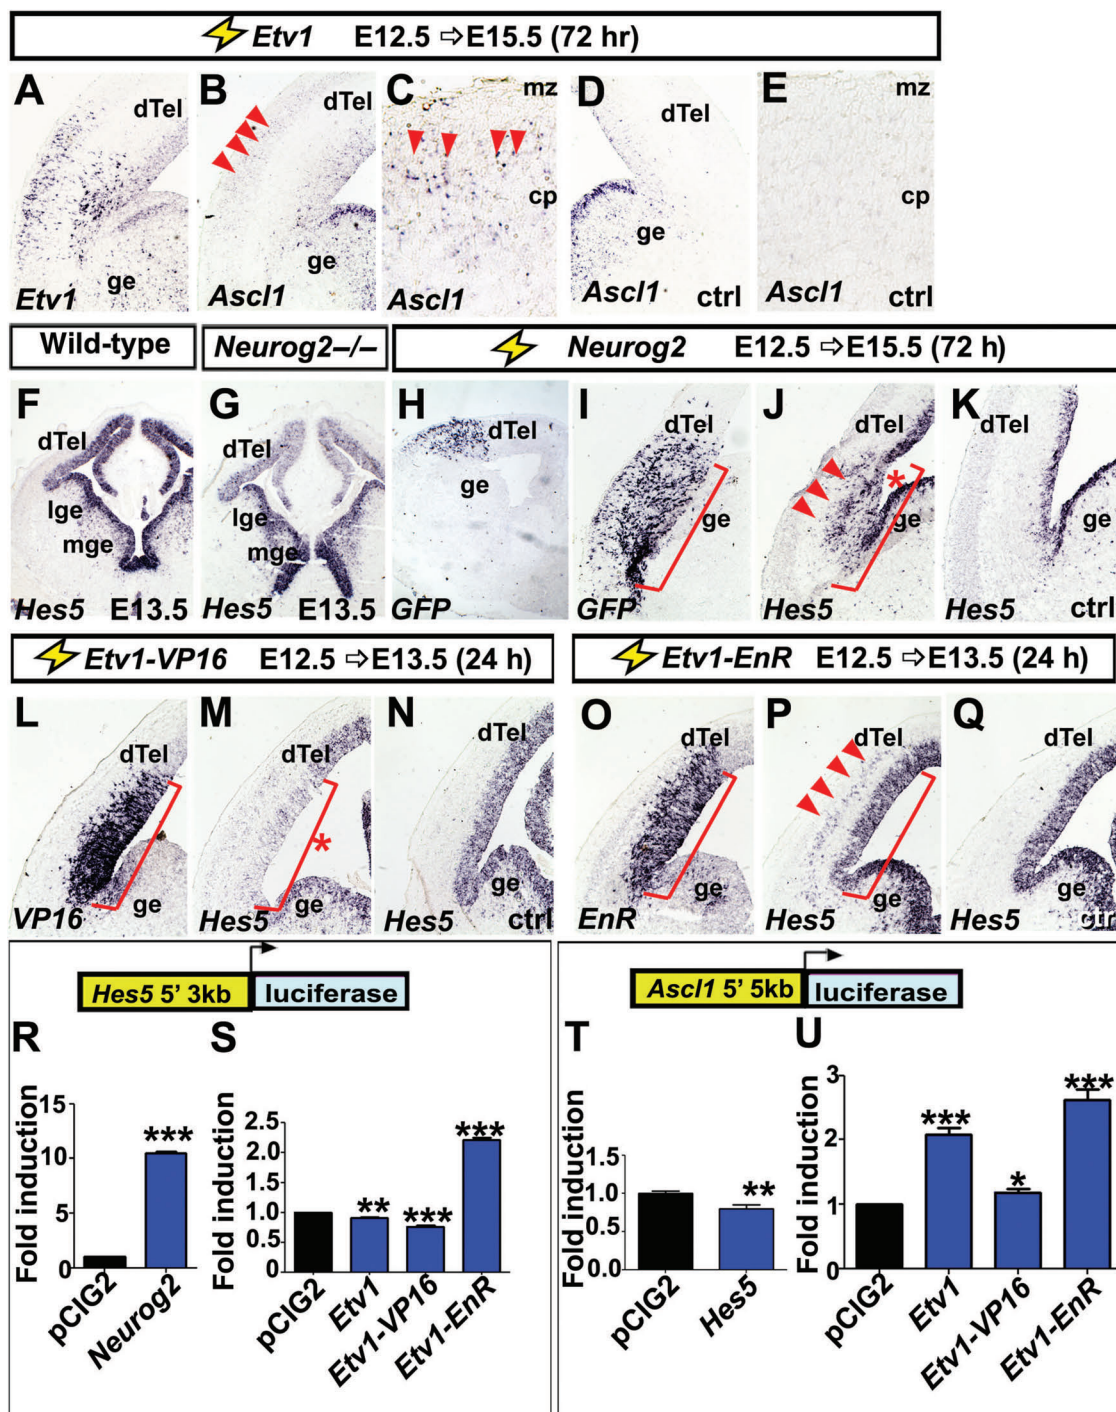 Etv1 E12.5 ⇨E15.5 (72 hr)
A dTel ge Etv1
B dTel ge Ascl1
C mz cp Ascl1
D dTel ge Ascl1 ctrl
E mz cp Ascl1 ctrl
Wild-type
Neurog2–/–
Neurog2 E12.5 ⇨E15.5 (72 h)
F dTel lge mge Hes5 E13.5
G dTel lge mge Hes5 E13.5
H dTel ge GFP
I dTel ge GFP
J dTel * ge Hes5
K dTel ge Hes5 ctrl
Etv1-VP16 E12.5 ⇨E13.5 (24 h)
Etv1-EnR E12.5 ⇨E13.5 (24 h)
L dTel ge VP16
M dTel * ge Hes5
N dTel ge Hes5 ctrl
O dTel ge EnR
P dTel ge Hes5
Q dTel ge Hes5 ctrl
Hes5 5' 3kb luciferase
Ascl1 5' 5kb luciferase
R
Fold induction
15
10
5
0
***
pCIG2
Neurog2
S
Fold induction
2.5
2.0
1.5
1.0
0.5
0.0
**
***
***
pCIG2
Etv1
Etv1-VP16
Etv1-EnR
T
Fold induction
1.5
1.0
0.5
0.0
**
pCIG2
Hes5
U
Fold induction
3
2
1
0
***
*
***
pCIG2
Etv1
Etv1-VP16
Etv1-EnR